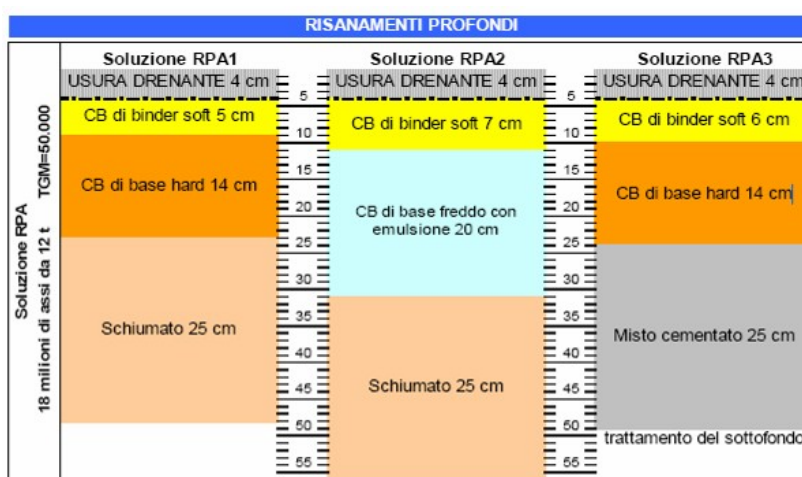 RISANAMENTI PROFONDI
Soluzione RPA
18 milioni di assi da 12 t
TGM=50.000
Soluzione RPA1
USURA DRENANTE 4 cm
CB di binder soft 5 cm
CB di base hard 14 cm
Schiumato 25 cm
5
10
15
20
25
30
35
40
45
50
55
Soluzione RPA2
USURA DRENANTE 4 cm
CB di binder soft 7 cm
CB di base freddo con
emulsione 20 cm
Schiumato 25 cm
5
10
15
20
25
30
35
40
45
50
55
Soluzione RPA3
USURA DRENANTE 4 cm
CB di binder soft 6 cm
CB di base hard 14 cm
Misto cementato 25 cm
trattamento del sottofondo